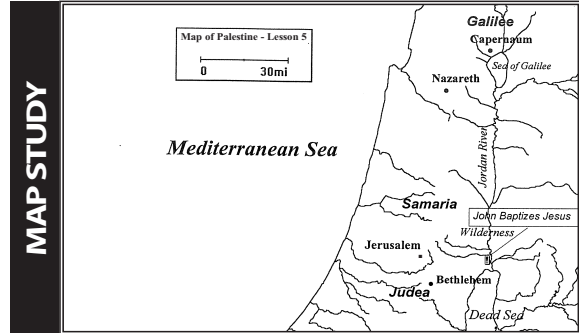 MAP STUDY
Map of Palestine - Lesson 5
0 30mi
Galilee
Capernaum
Sea of Galilee
Nazareth
Mediterranean Sea
Jordan River
Samaria
John Baptizes Jesus
Wilderness
Jerusalem
Bethlehem
Judea
Dead Sea